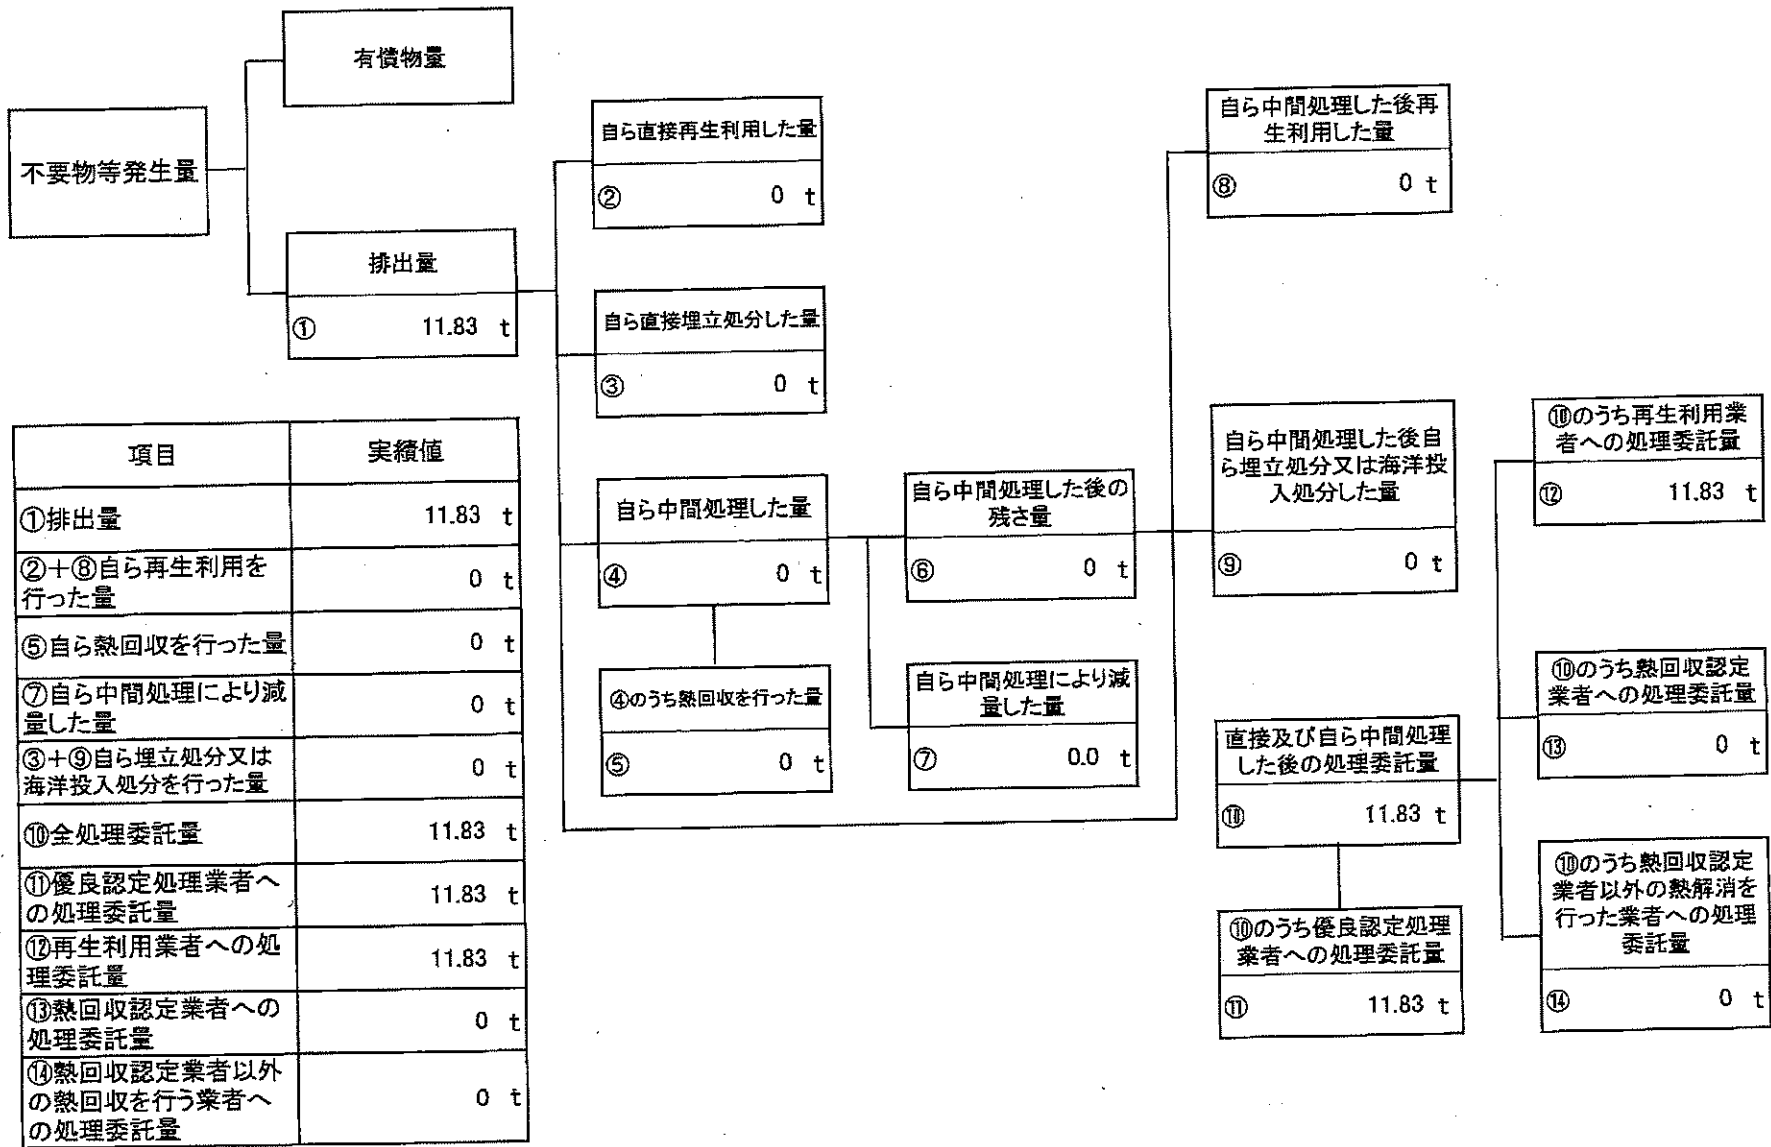 有償物量
不要物等発生量
排出量
① 11.83 t
自ら直接再生利用した量
② 0 t
自ら直接埋立処分した量
③ 0 t
自ら中間処理した量
④ 0 t
④のうち熱回収を行った量
⑤ 0 t
自ら中間処理した後の
残さ量
⑥ 0 t
自ら中間処理により減
量した量
⑦ 0.0 t
自ら中間処理した後再
生利用した量
⑧ 0 t
自ら中間処理した後自
ら埋立処分又は海洋投
入処分した量
⑨ 0 t
直接及び自ら中間処理
した後の処理委託量
⑩ 11.83 t
⑩のうち優良認定処理
業者への処理委託量
⑪ 11.83 t
⑩のうち再生利用業
者への処理委託量
⑫ 11.83 t
⑩のうち熱回収認定
業者への処理委託量
⑬ 0 t
⑩のうち熱回収認定
業者以外の熱解消を
行った業者への処理
委託量
⑭ 0 t
項目 実績値
①排出量 11.83 t
②＋⑧自ら再生利用を
行った量 0 t
⑤自ら熱回収を行った量 0 t
⑦自ら中間処理により減
量した量 0 t
③＋⑨自ら埋立処分又は
海洋投入処分を行った量 0 t
⑩全処理委託量 11.83 t
⑪優良認定処理業者へ
の処理委託量 11.83 t
⑫再生利用業者への処
理委託量 11.83 t
⑬熱回収認定業者への
処理委託量 0 t
⑭熱回収認定業者以外
の熱回収を行う業者へ
の処理委託量 0 t